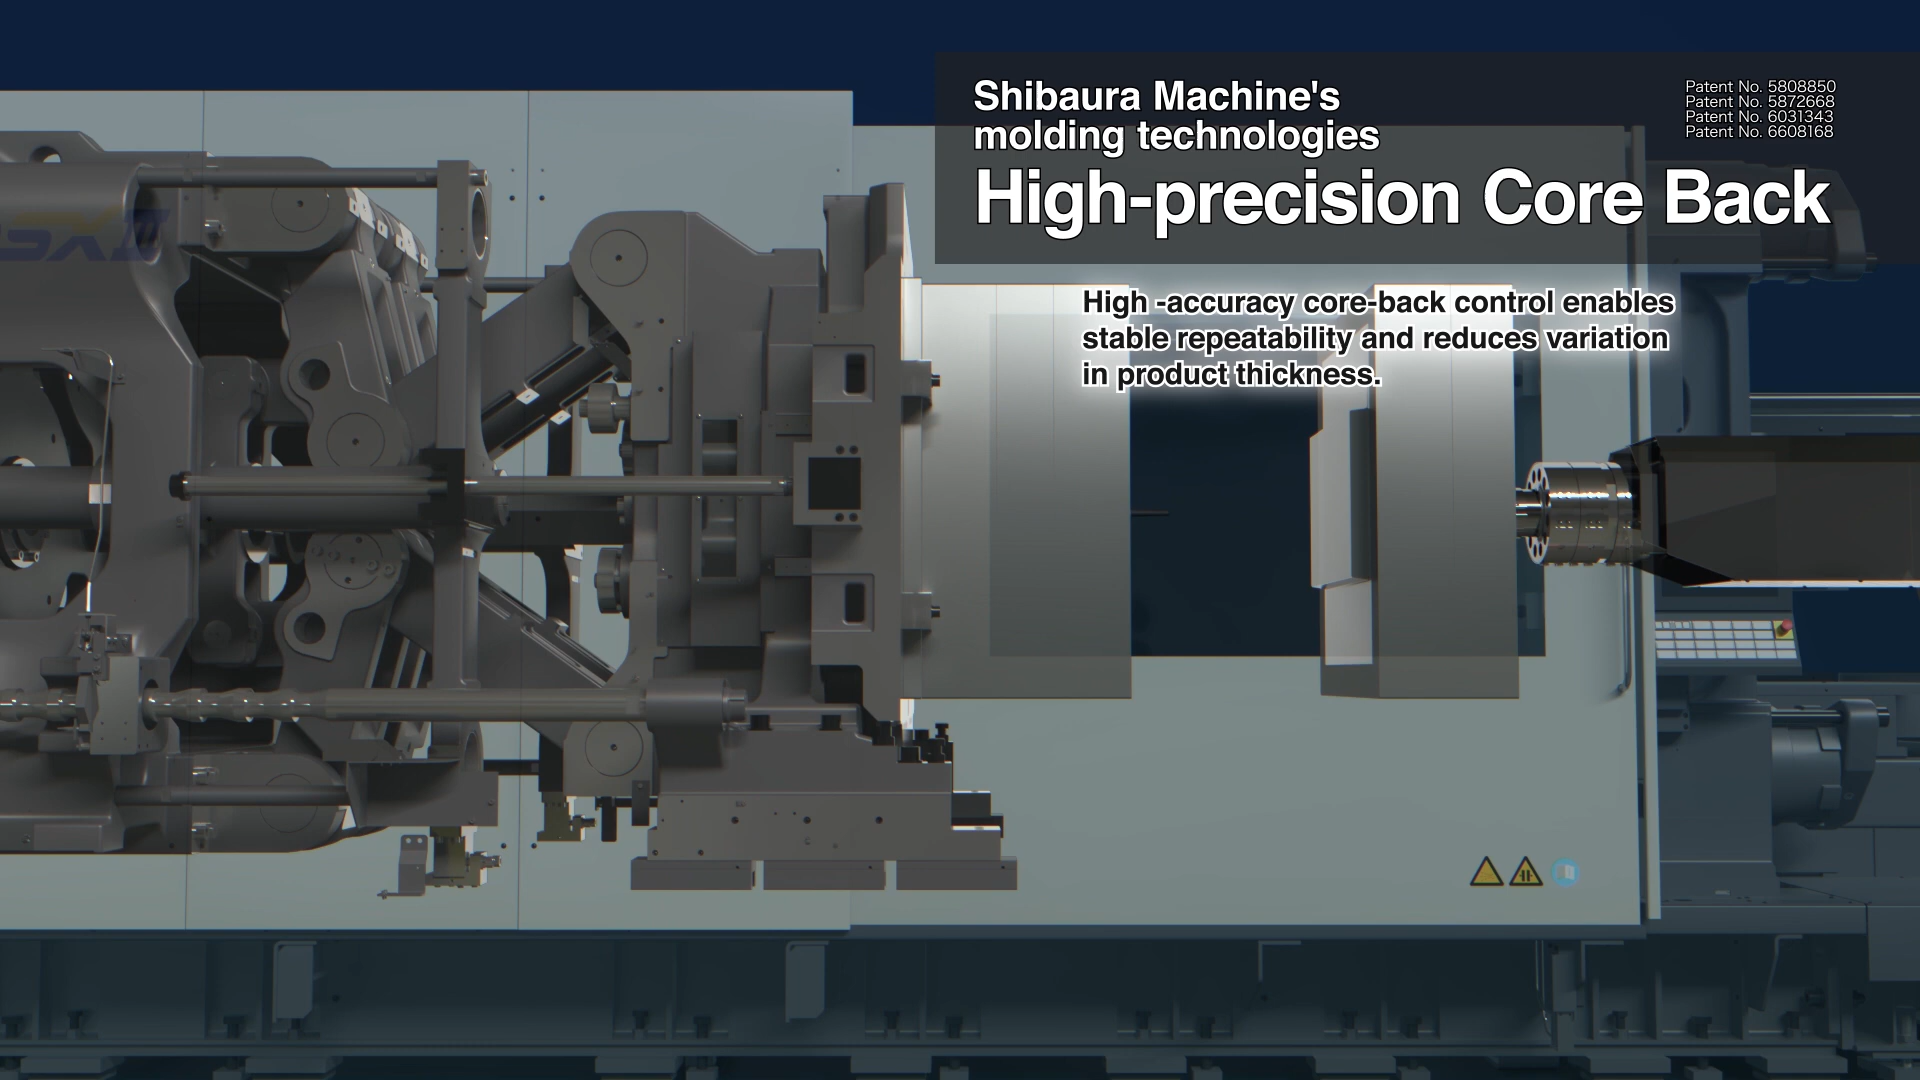 Shibaura Machine's
molding technologies
High-precision Core Back
Patent No. 5808850
Patent No. 5872668
Patent No. 6031343
Patent No. 6608168
High -accuracy core-back control enables
stable repeatability and reduces variation
in product thickness.
SXIII